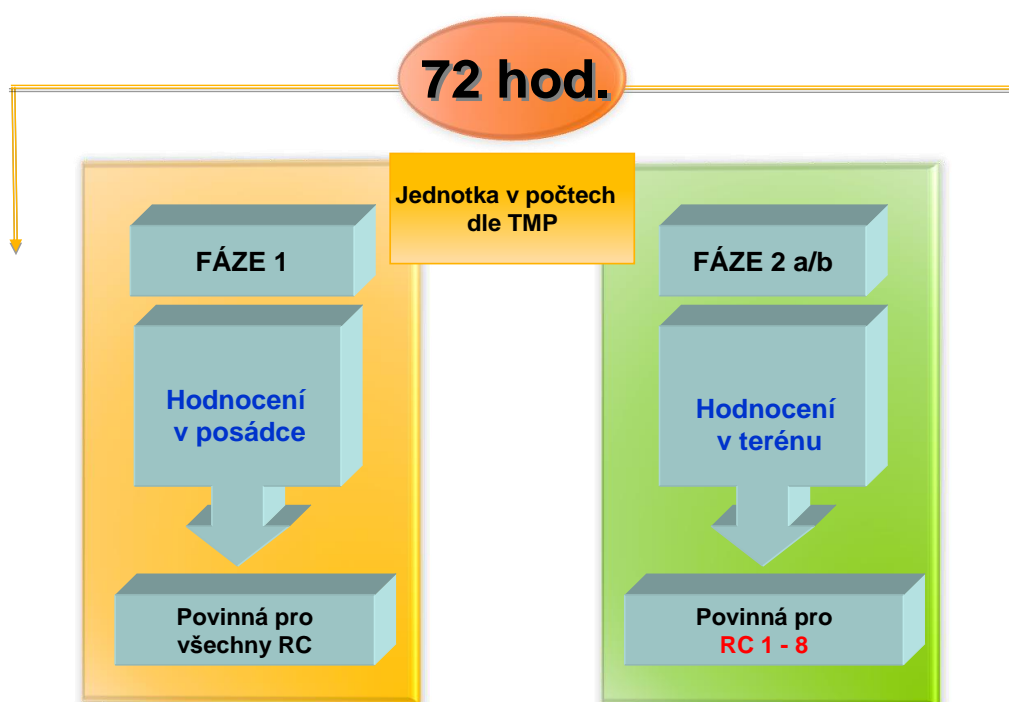 72 hod.
Jednotka v počtech
dle TMP
FÁZE 1
Hodnocení
v posádce
Povinná pro
všechny RC
FÁZE 2 a/b
Hodnocení
v terénu
Povinná pro
RC 1 - 8